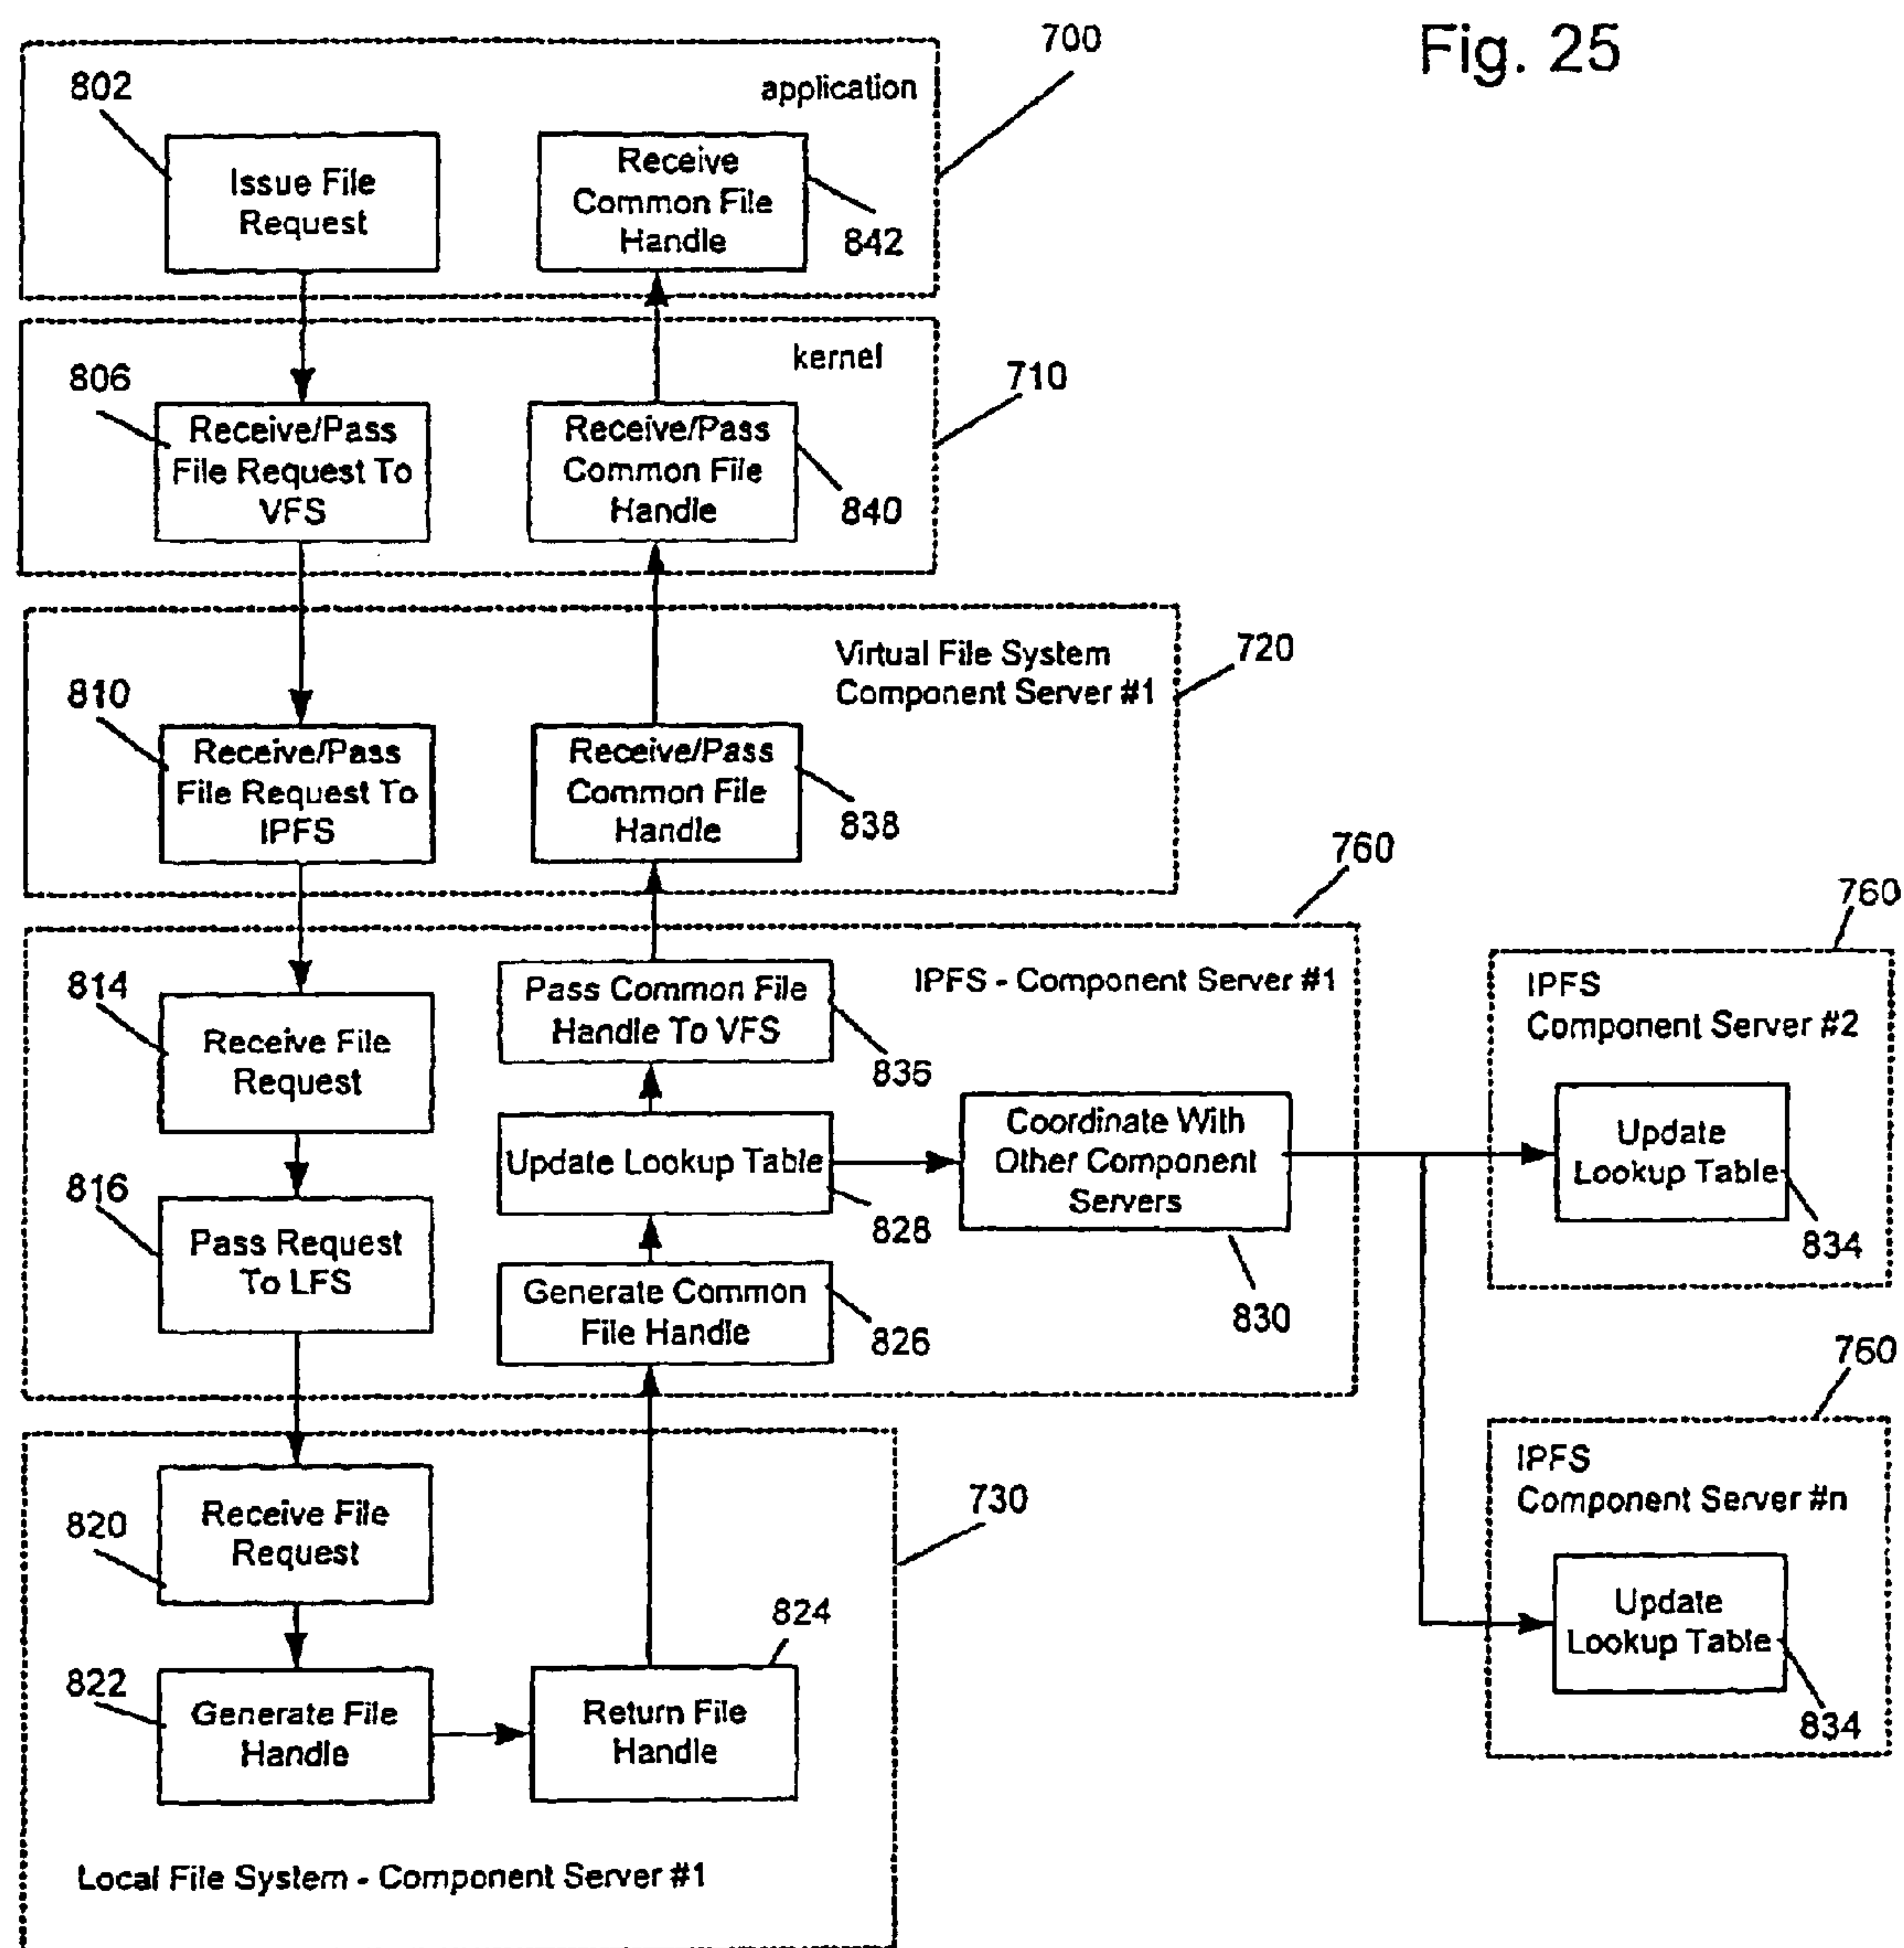 Fig. 25
700
802
application
Issue File
Request
Receive
Common File
Handle
842
kernel
710
806
Receive/Pass
File Request To
VFS
Receive/Pass
Common File
Handle
840
Virtual File System
Component Server #1
720
810
Receive/Pass
File Request To
IPFS
Receive/Pass
Common File
Handle
838
760
IPFS - Component Server #1
814
Receive File
Request
Pass Common File
Handle To VFS
836
816
Pass Request
To LFS
Update Lookup Table
828
Coordinate With
Other Component
Servers
830
Generate Common
File Handle
826
760
IPFS
Component Server #2
Update
Lookup Table
834
760
IPFS
Component Server #n
Update
Lookup Table
834
730
820
Receive File
Request
822
Generate File
Handle
824
Return File
Handle
Local File System - Component Server #1